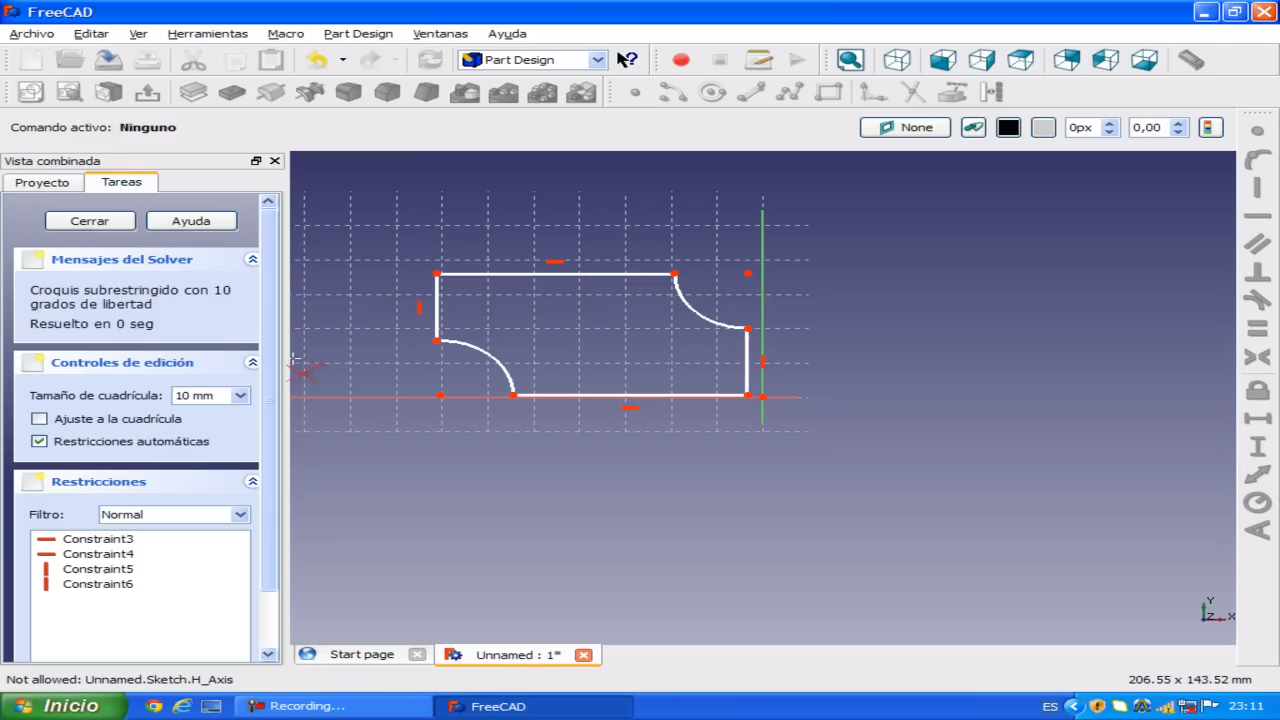 FreeCAD
Archivo Editar Ver Herramientas Macro Part Design Ventanas Ayuda
Part Design
Comando activo: Ninguno
None
0px
0,00
Vista combinada
Proyecto Tareas
Cerrar Ayuda
Mensajes del Solver
Croquis subrestringido con 10
grados de libertad
Resuelto en 0 seg
Controles de edición
Tamaño de cuadrícula: 10 mm
Ajuste a la cuadrícula
Restricciones automáticas
Restricciones
Filtro: Normal
Constraint3
Constraint4
Constraint5
Constraint6
Y
Z X
Start page Unnamed : 1*
Not allowed: Unnamed.Sketch.H_Axis 206.55 x 143.52 mm
Inicio Recording... FreeCAD ES 23:11